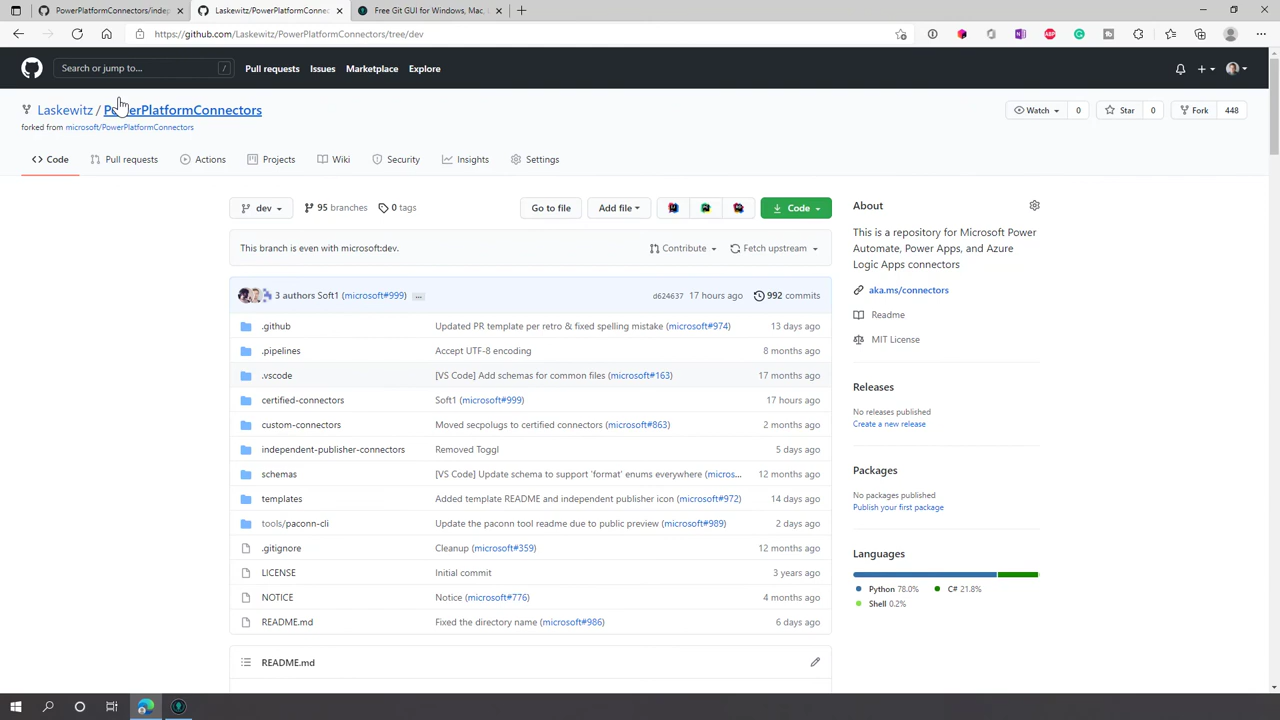 PowerPlatformConnectors/indep
Laskewitz/PowerPlatformConnec
Free Git GUI for Windows, Mac, L
https://github.com/Laskewitz/PowerPlatformConnectors/tree/dev
Search or jump to... /
Pull requests Issues Marketplace Explore
Laskewitz / PowerPlatformConnectors
Watch 0 Star 0 Fork 448
forked from microsoft/PowerPlatformConnectors
Code Pull requests Actions Projects Wiki Security Insights Settings
dev 95 branches 0 tags Go to file Add file Code
This branch is even with microsoft:dev. Contribute Fetch upstream
3 authors Soft1 (microsoft#999) ... d624637 17 hours ago 992 commits
.github Updated PR template per retro & fixed spelling mistake (microsoft#974) 13 days ago
.pipelines Accept UTF-8 encoding 8 months ago
.vscode [VS Code] Add schemas for common files (microsoft#163) 17 months ago
certified-connectors Soft1 (microsoft#999) 17 hours ago
custom-connectors Moved secpolugs to certified connectors (microsoft#863) 2 months ago
independent-publisher-connectors Removed Toggl 5 days ago
schemas [VS Code] Update schema to support 'format' enums everywhere (micros... 12 months ago
templates Added template README and independent publisher icon (microsoft#972) 14 days ago
tools/paconn-cli Update the paconn tool readme due to public preview (microsoft#989) 2 days ago
.gitignore Cleanup (microsoft#359) 12 months ago
LICENSE Initial commit 3 years ago
NOTICE Notice (microsoft#776) 4 months ago
README.md Fixed the directory name (microsoft#986) 6 days ago
README.md
About
This is a repository for Microsoft Power
Automate, Power Apps, and Azure
Logic Apps connectors
aka.ms/connectors
Readme
MIT License
Releases
No releases published
Create a new release
Packages
No packages published
Publish your first package
Languages
Python 78.0% C# 21.8%
Shell 0.2%